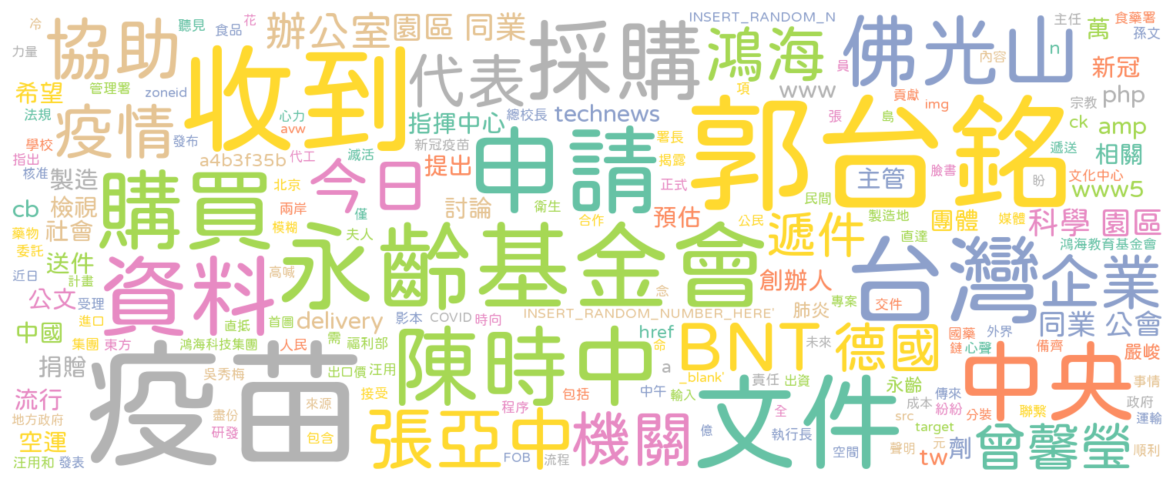 冷
花
聽見
食品
INSERT_RANDOM_N
主任
食藥署
孫文
力量
協助
收到
辦公室
園區 同業
代表
採購
鴻海
佛光山
n
萬
員
內容
新冠
希望
管理署
zoneid
項
www
宗教
php
法規
疫情
心力
總校長
technews
貢獻
img
ck
amp
學校
發布
avw
指揮中心
張
島
指出
核准
a4b3f35b
滅活
代工
新冠疫苗
署長
揭露
郭台銘
臉書
遞送
相關
製造
購買
北京
今日
提出
申請
正式
民間
主管
文化中心
盼
www5
cb
檢視
兩岸
僅
討論
衛生
合作
預估
公民
製造地
團體
媒體
科學 園區
藥物
社會
模糊
夫人
永齡基金會
遞件
直達
鴻海教育基金會
委託
送件
高喊
近日
計畫
資料
念
創辦人
專案
台灣
企業
公文
受理
影本
COVID
時向
INSERT_RANDOM_NUMBER_HERE'
肺炎
交件
同業 公會
進口
直抵
首圖
delivery
需
href
命
未來
國藥
外界
中國
集團
東方
鴻海科技集團
人民
福利部
陳時中
BNT
德國
鏈
心聲
備齊
嚴峻
捐贈
疫苗
吳秀梅
出口價
汪用
a
_blank'
責任
出資
永齡
中央
事情
流行
來源
接受
中午
輸入
成本
傳來
紛紛
分裝
政府
地方政府
盡份
包括
文件
全
src
target
聯繫
運輸
空運
研發
包含
張亞中
程序
機關
億
執行長
元
曾馨瑩
汪用和
發表
FOB
流程
空間
聲明
tw
劑
順利